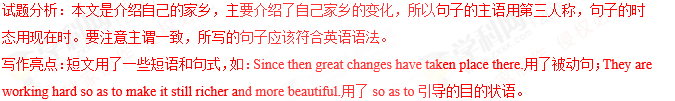 试题分析：本文是介绍自己的家乡，主要介绍了自己家乡的变化，所以句子的主语用第三人称，句子的时
态用现在时。要注意主谓一致，所写的句子应该符合英语语法。
写作亮点：短文用了一些短语和句式，如：Since then great changes have taken place there.用了被动句；They are
working hard so as to make it still richer and more beautiful.用了 so as to 引导的目的状语。